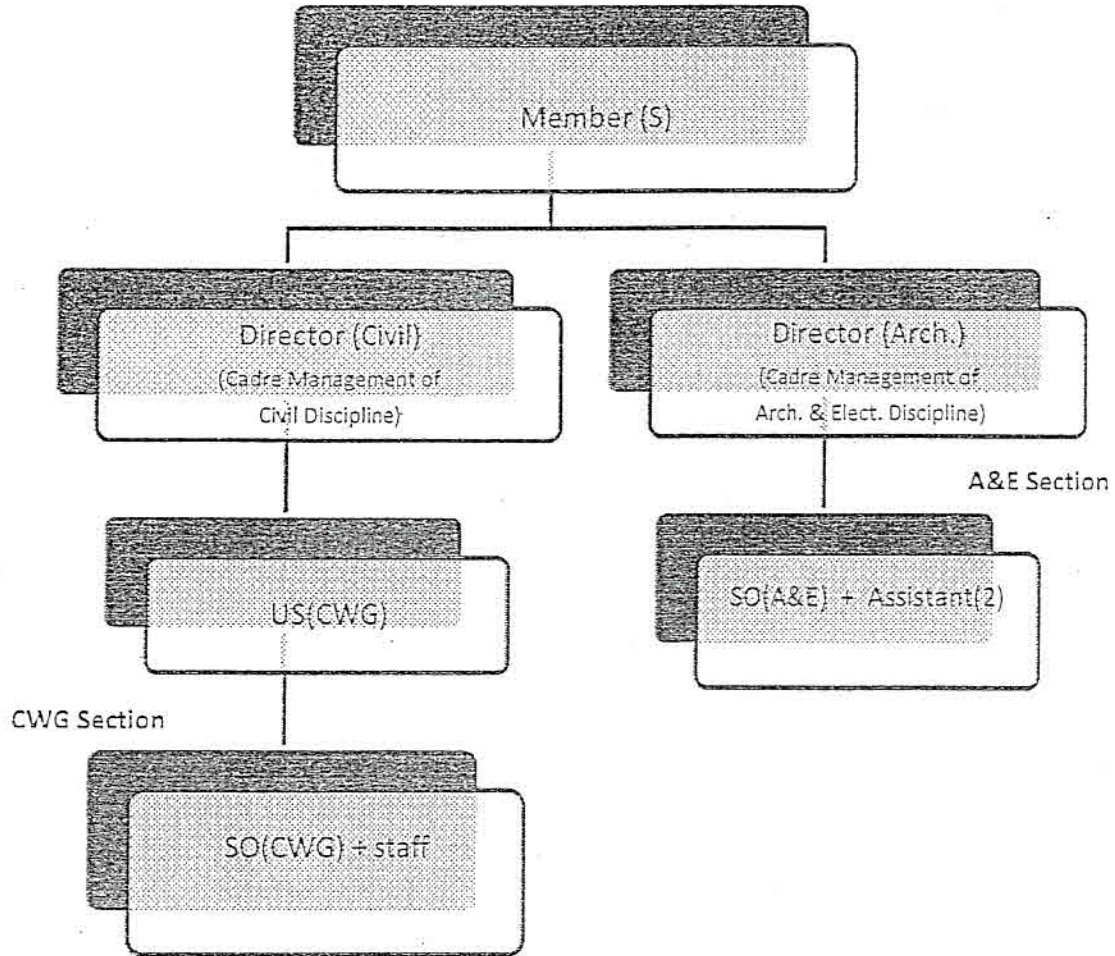 Member (S)
Director (Civil)
(Cadre Management of
Civil Discipline)
Director (Arch.)
(Cadre Management of
Arch. & Elect. Discipline)
A&E Section
US(CWG)
SO(A&E) + Assistant(2)
CWG Section
SO(CWG) + staff